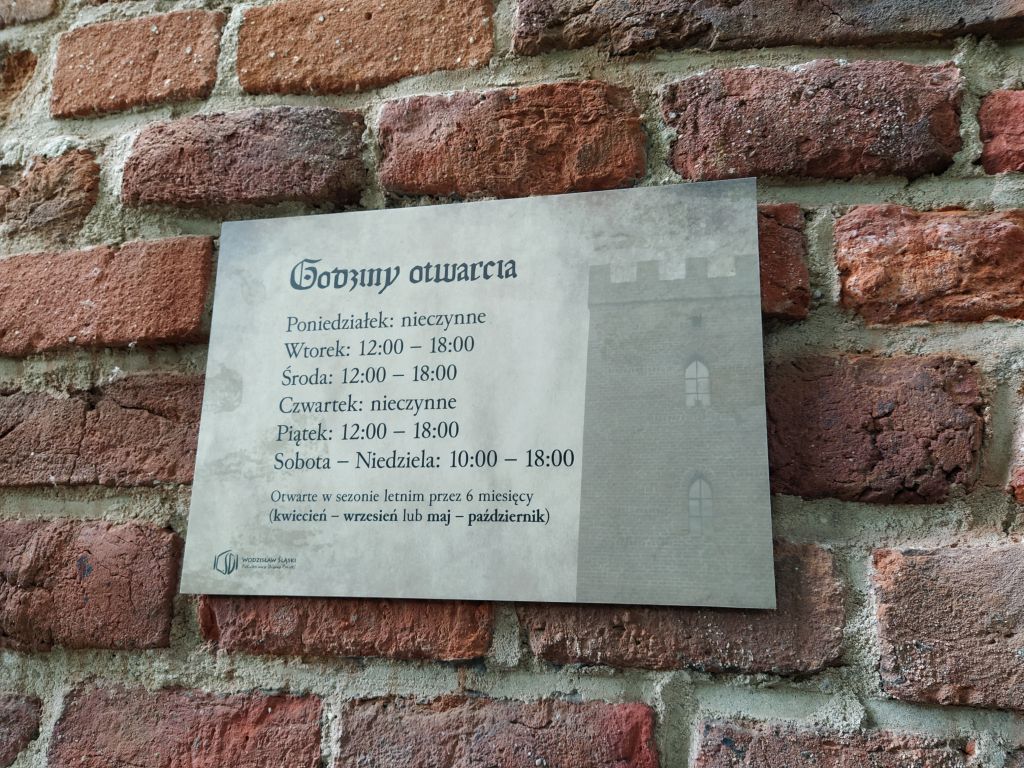 Godziny otwarcia
Poniedziałek: nieczynne
Wtorek: 12:00 – 18:00
Środa: 12:00 – 18:00
Czwartek: nieczynne
Piątek: 12:00 – 18:00
Sobota – Niedziela: 10:00 – 18:00
Otwarte w sezonie letnim przez 6 miesięcy
(kwiecień – wrzesień lub maj – październik)
WODZISŁAW ŚLĄSKI